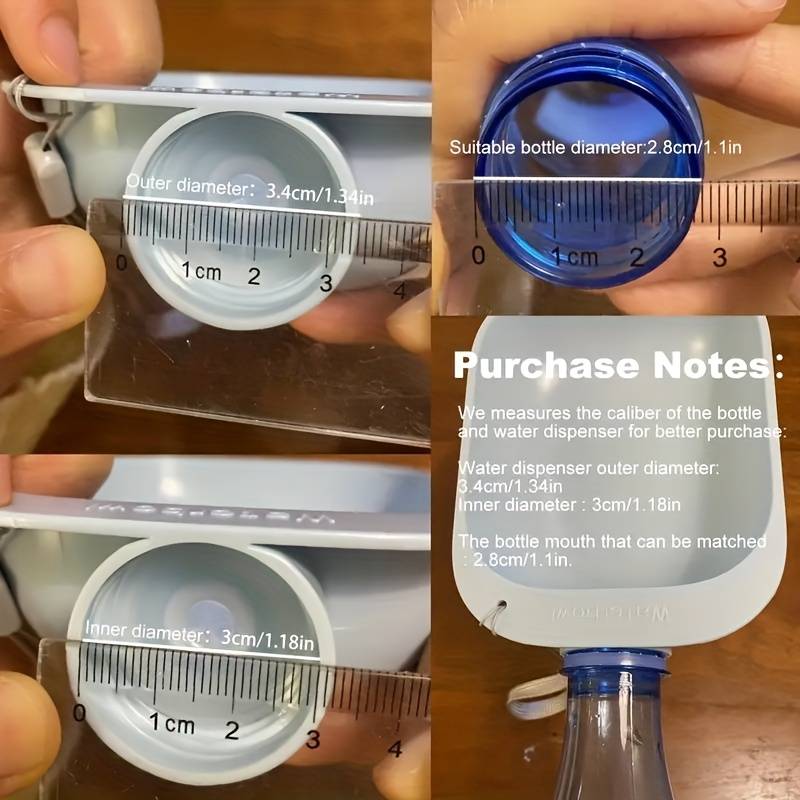 Outer diameter: 3.4cm/1.34in
0 1cm 2 3 4
Suitable bottle diameter:2.8cm/1.1in
0 1cm 2 3 4
Purchase Notes:
We measures the caliber of the bottle
and water dispenser for better purchase:
Water dispenser outer diameter:
3.4cm/1.34in
Inner diameter : 3cm/1.18in
The bottle mouth that can be matched
: 2.8cm/1.1in.
Inner diameter: 3cm/1.18in
0 1cm 2 3 4